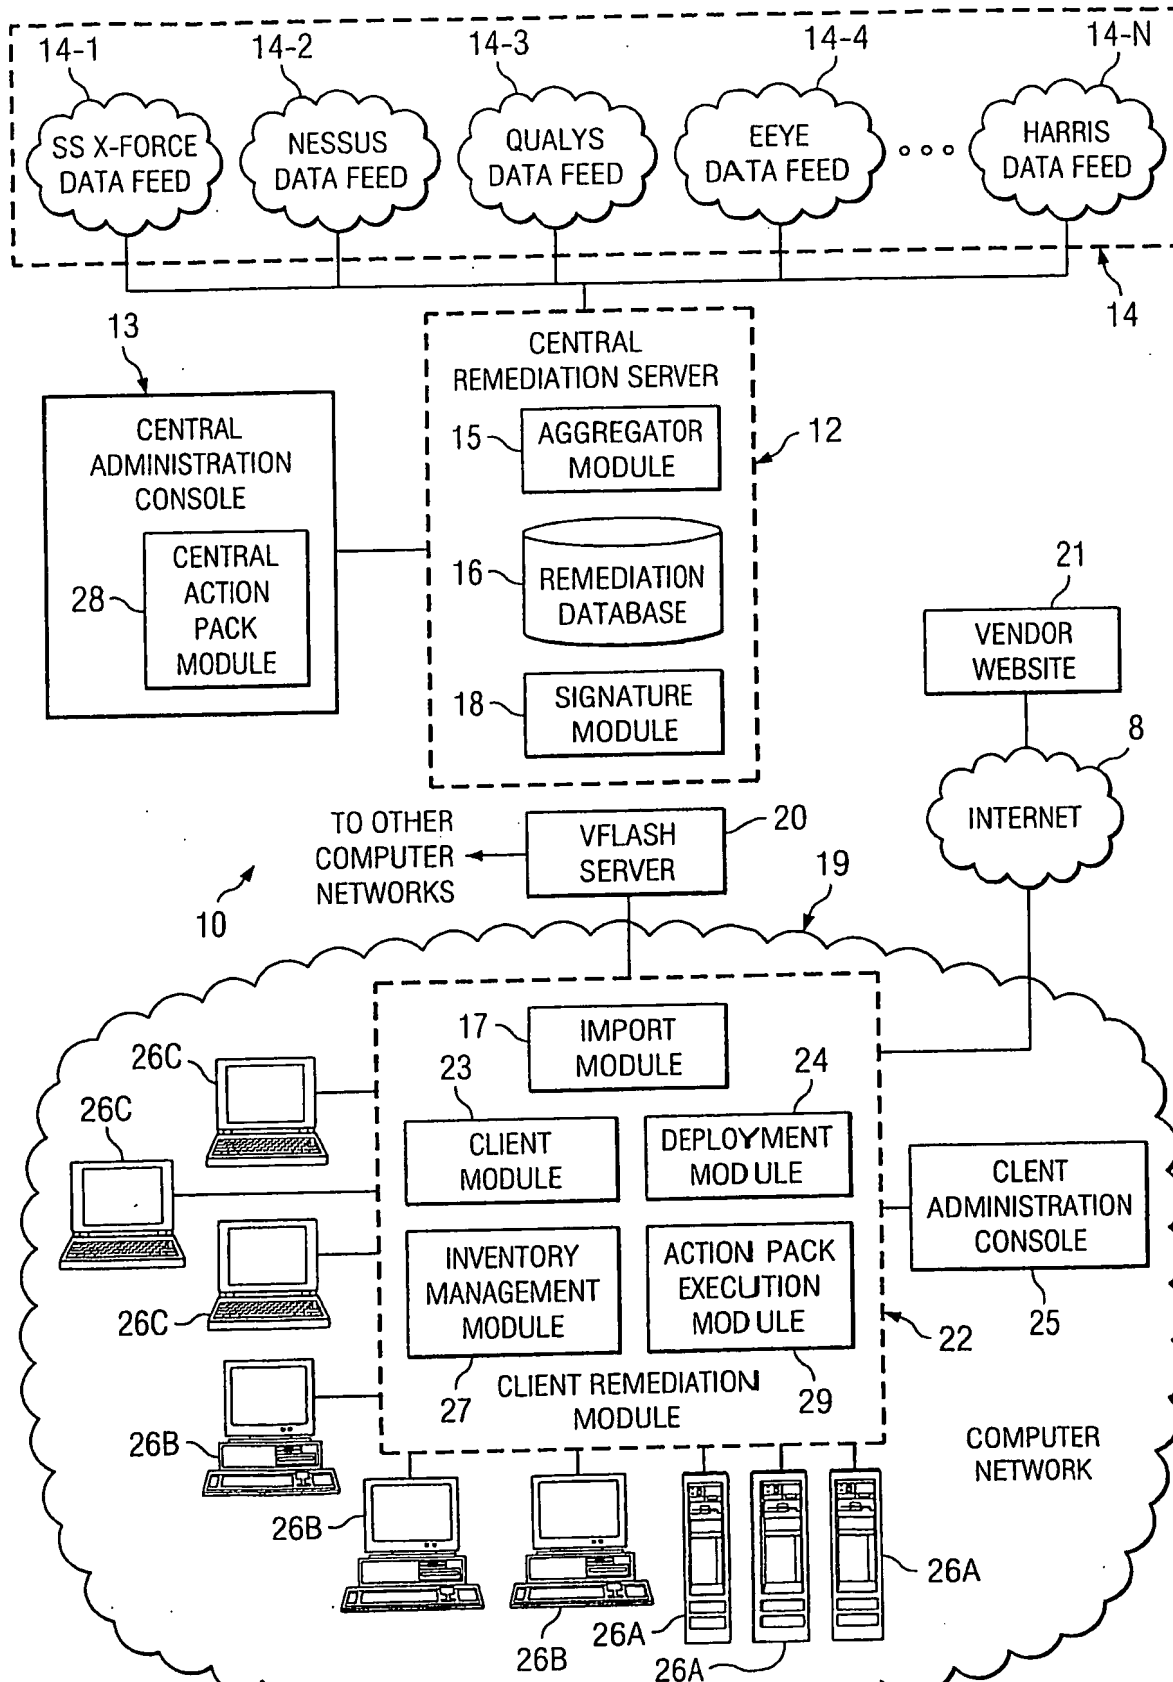 14-1
14-2
14-3
14-4
14-N
SS X-FORCE
DATA FEED
NESSUS
DATA FEED
QUALYS
DATA FEED
EEYE
DATA FEED
HARRIS
DATA FEED
14
13
CENTRAL
ADMINISTRATION
CONSOLE
CENTRAL
ACTION
PACK
MODULE
28
CENTRAL
REMEDIATION SERVER
15
AGGREGATOR
MODULE
12
16
REMEDIATION
DATABASE
18
SIGNATURE
MODULE
21
VENDOR
WEBSITE
8
INTERNET
TO OTHER
COMPUTER
NETWORKS
VFLASH
SERVER
20
10
19
17
IMPORT
MODULE
23
CLIENT
MODULE
24
DEPLOYMENT
MODULE
26C
26C
26C
INVENTORY
MANAGEMENT
MODULE
27
ACTION PACK
EXECUTION
MODULE
29
CLENT
ADMINISTRATION
CONSOLE
25
22
CLIENT REMEDIATION
MODULE
26B
26B
26B
26A
26A
26A
COMPUTER
NETWORK